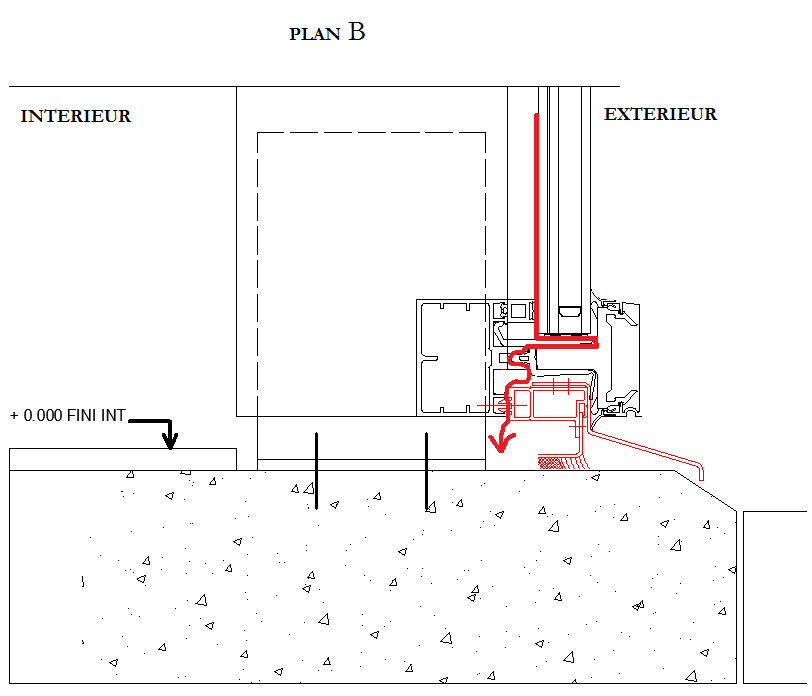 PLAN B
INTERIEUR
EXTERIEUR
+ 0.000 FINI INT